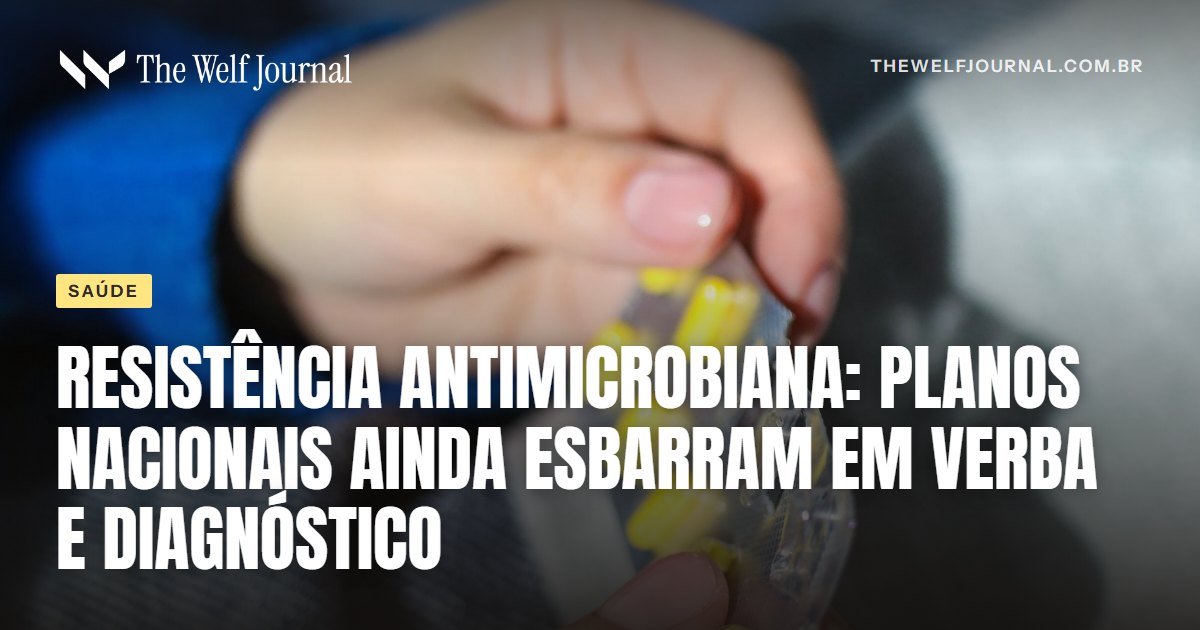 The Welf Journal
THEWELFJOURNAL.COM.BR
SAÚDE
RESISTÊNCIA ANTIMICROBIANA: PLANOS
NACIONAIS AINDA ESBARRAM EM VERBA
E DIAGNÓSTICO